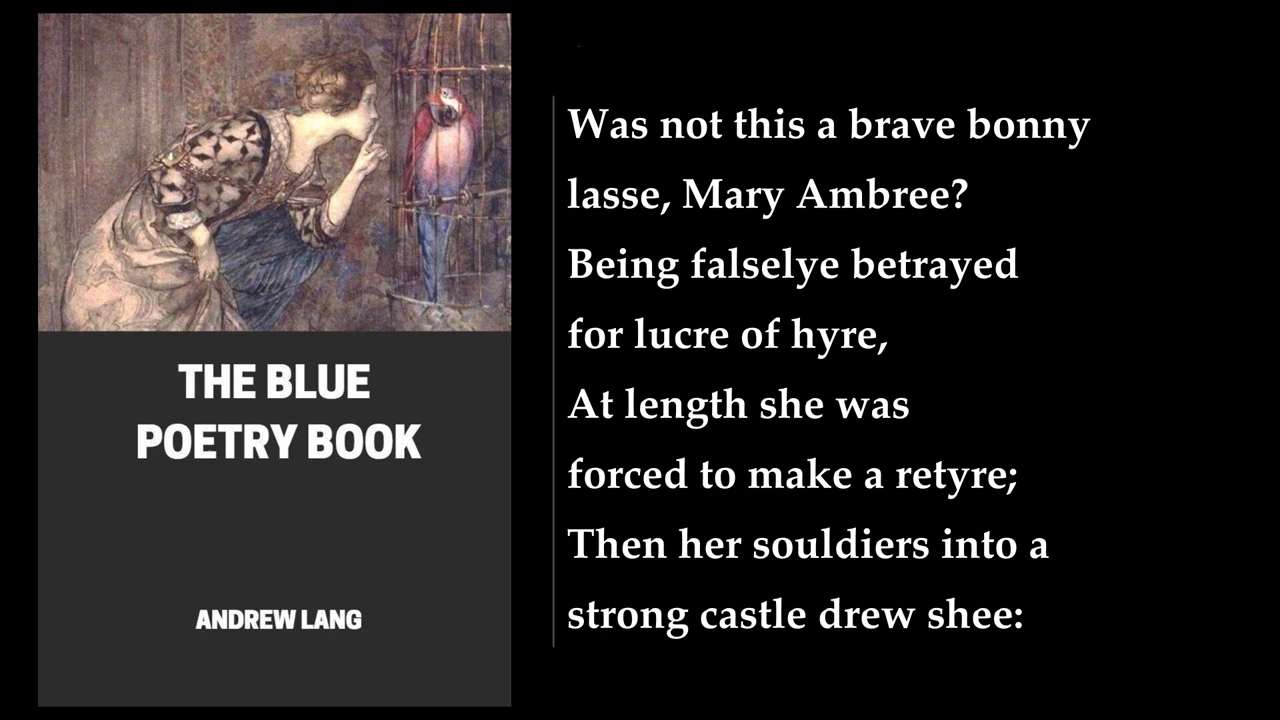 THE BLUE
POETRY BOOK
ANDREW LANG
Was not this a brave bonny
lasse, Mary Ambree?
Being falselye betrayed
for lucre of hyre,
At length she was
forced to make a retyre;
Then her souldiers into a
strong castle drew shee: